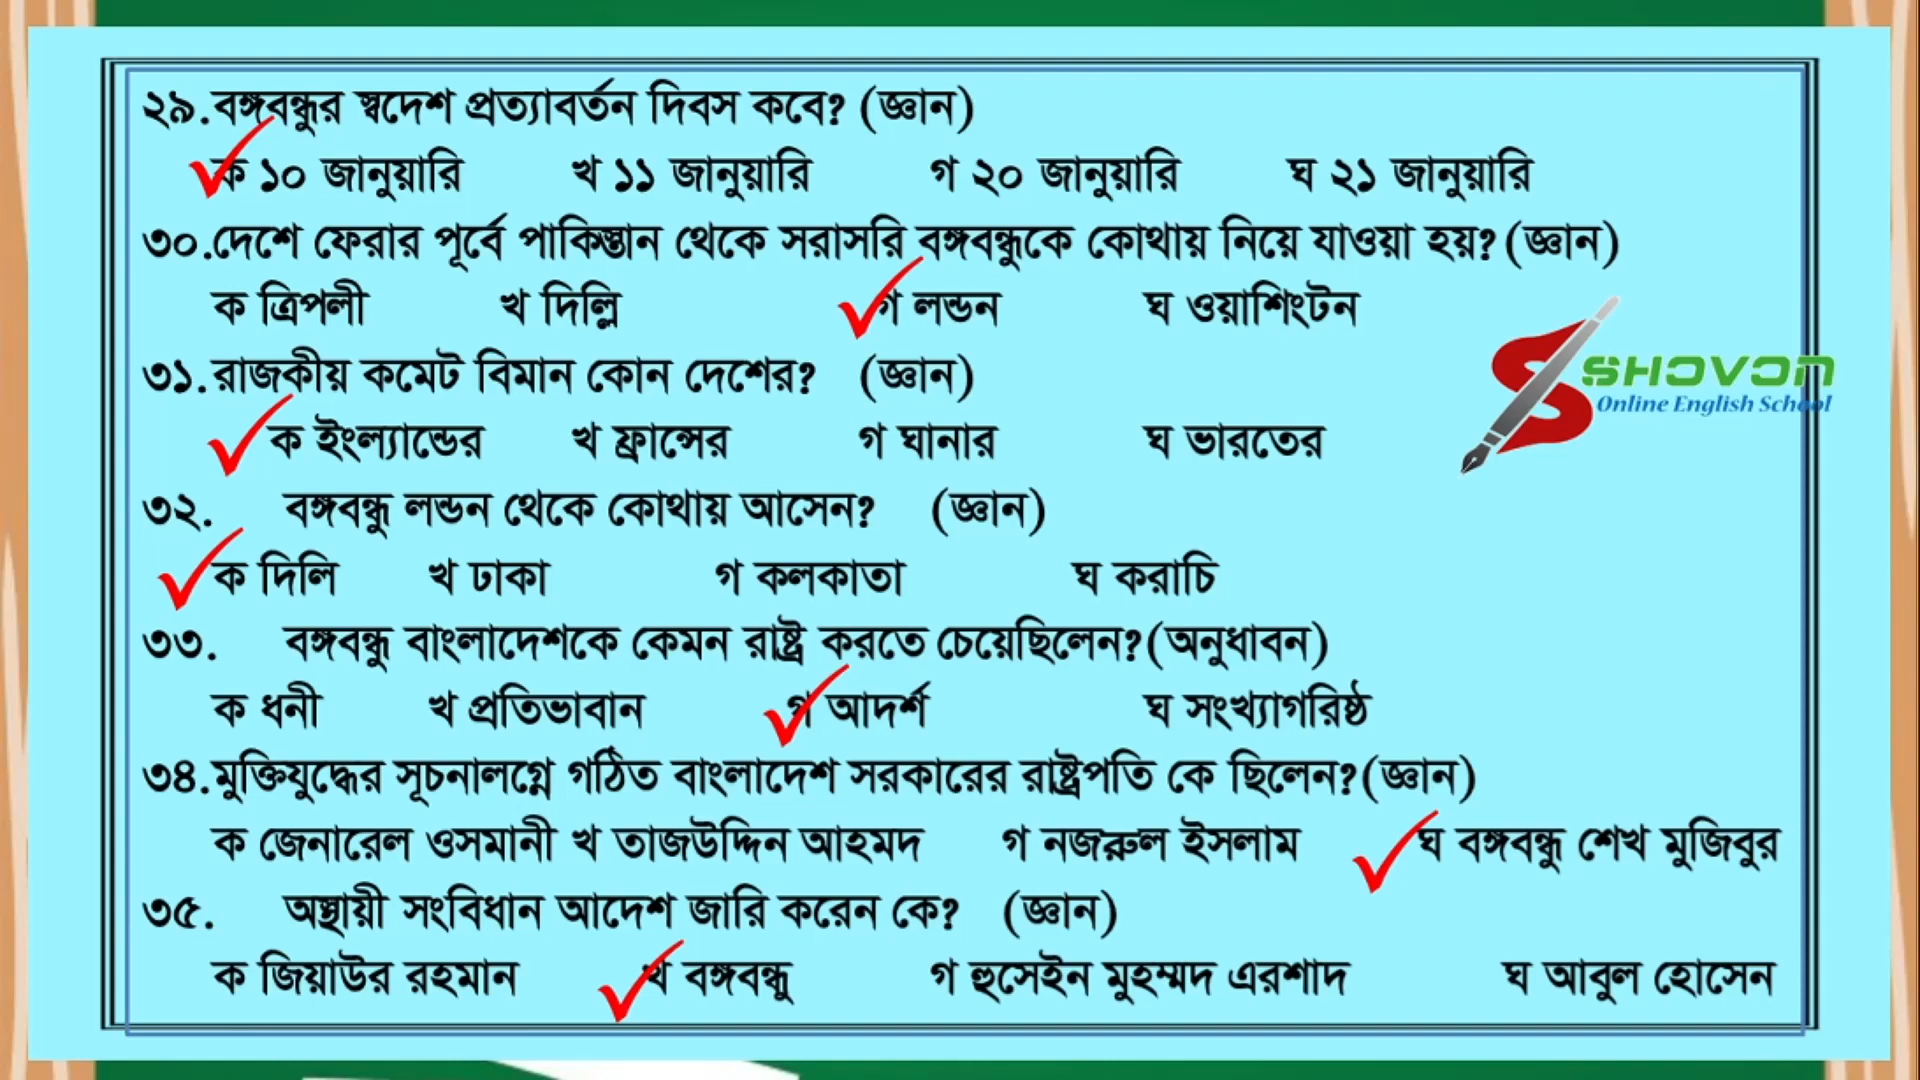 ২৯.বঙ্গবন্ধুর স্বদেশ প্রত্যাবর্তন দিবস কবে? (জ্ঞান)
ক ১০ জানুয়ারি খ ১১ জানুয়ারি গ ২০ জানুয়ারি ঘ ২১ জানুয়ারি
৩০.দেশে ফেরার পূর্বে পাকিস্তান থেকে সরাসরি বঙ্গবন্ধুকে কোথায় নিয়ে যাওয়া হয়? (জ্ঞান)
ক ত্রিপলী খ দিল্লি গ লন্ডন ঘ ওয়াশিংটন
৩১.রাজকীয় কমেট বিমান কোন দেশের? (জ্ঞান)
SHOVON
Online English School
ক ইংল্যান্ডের খ ফ্রান্সের গ ঘানার ঘ ভারতের
৩২. বঙ্গবন্ধু লন্ডন থেকে কোথায় আসেন? (জ্ঞান)
ক দিলি খ ঢাকা গ কলকাতা ঘ করাচি
৩৩. বঙ্গবন্ধু বাংলাদেশকে কেমন রাষ্ট্র করতে চেয়েছিলেন?(অনুধাবন)
ক ধনী খ প্রতিভাবান গ আদর্শ ঘ সংখ্যাগরিষ্ঠ
৩৪.মুক্তিযুদ্ধের সূচনালগ্নে গঠিত বাংলাদেশ সরকারের রাষ্ট্রপতি কে ছিলেন?(জ্ঞান)
ক জেনারেল ওসমানী খ তাজউদ্দিন আহমদ গ নজরুল ইসলাম ঘ বঙ্গবন্ধু শেখ মুজিবুর
৩৫. অস্থায়ী সংবিধান আদেশ জারি করেন কে? (জ্ঞান)
ক জিয়াউর রহমান খ বঙ্গবন্ধু গ হুসেইন মুহম্মদ এরশাদ ঘ আবুল হোসেন